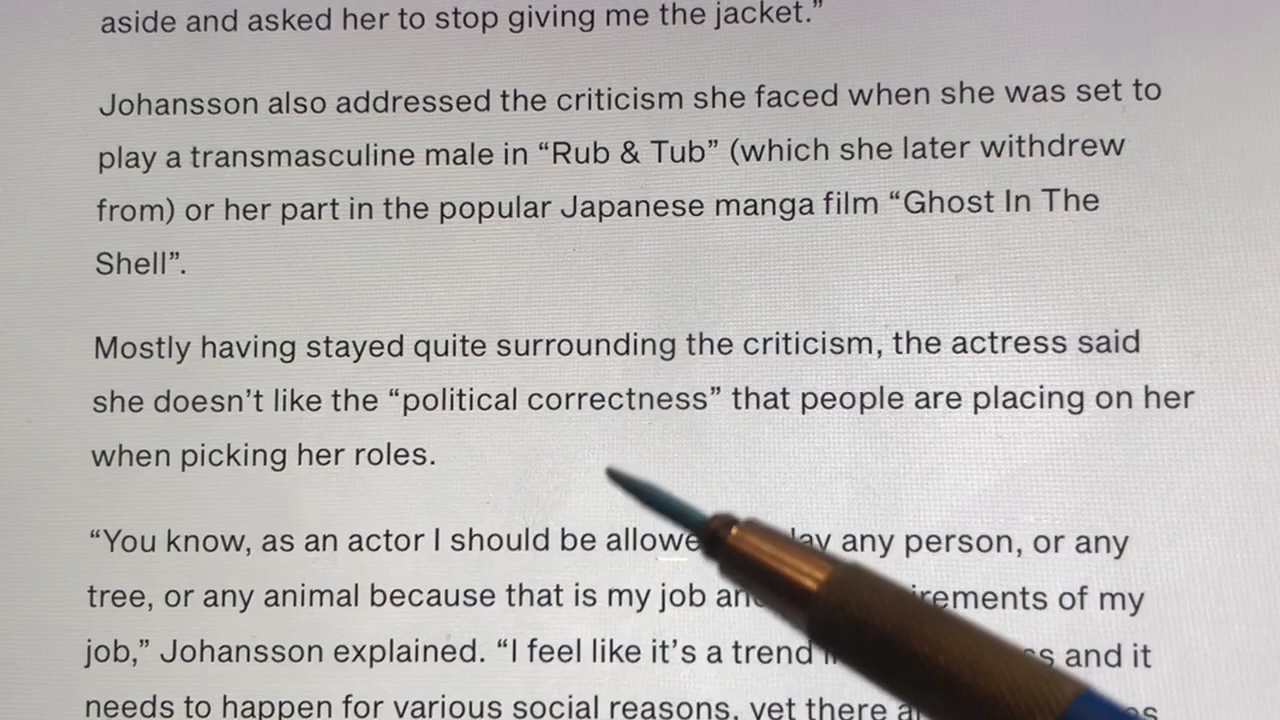 aside and asked her to stop giving me the jacket.”
Johansson also addressed the criticism she faced when she was set to
play a transmasculine male in “Rub & Tub” (which she later withdrew
from) or her part in the popular Japanese manga film “Ghost In The
Shell”.
Mostly having stayed quite surrounding the criticism, the actress said
she doesn’t like the “political correctness” that people are placing on her
when picking her roles.
“You know, as an actor I should be any person, or any
tree, or any animal because that is my job of my
job,” Johansson explained. “I feel like it’s a trend and it
needs to happen for various social reasons, yet there